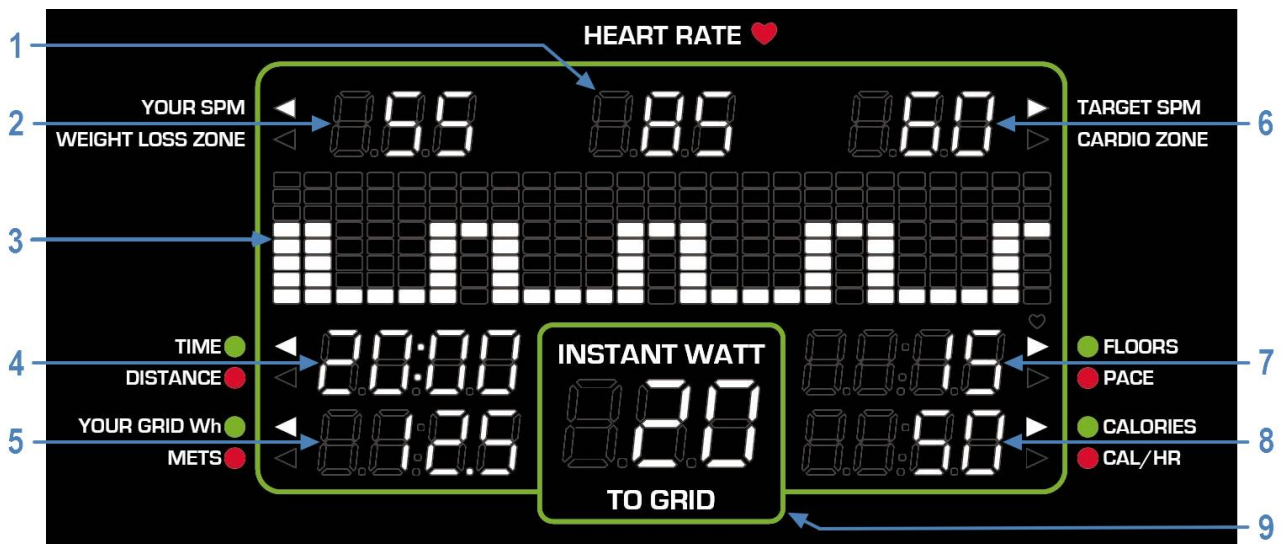 HEART RATE
1
YOUR SPM
55
85
60
TARGET SPM
2
6
WEIGHT LOSS ZONE
CARDIO ZONE
3
TIME
20:00
INSTANT WATT
15
FLOORS
4
7
DISTANCE
PACE
YOUR GRID Wh
12.5
20
50
CALORIES
5
8
METS
CAL/HR
TO GRID
9